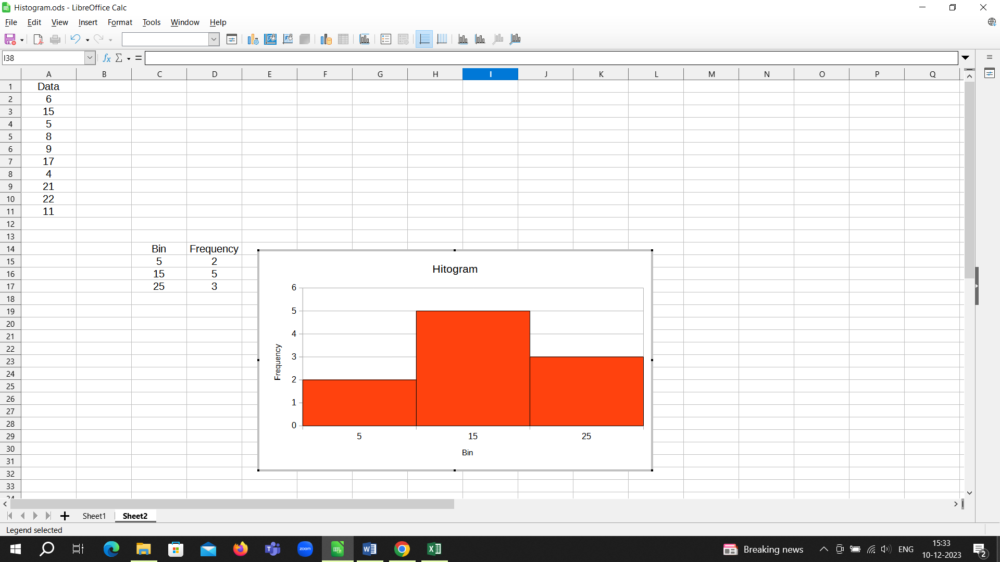 Histogram.ods - LibreOffice Calc
File Edit View Insert Format Tools Window Help
I38
A B C D E F G H I J K L M N O P Q
1 Data
2 6
3 15
4 5
5 8
6 9
7 17
8 4
9 21
10 22
11 11
12
13
14 Bin Frequency
15 5 2
16 15 5
17 25 3
18
19
20
21
22
23
24
25
26
27
28
29
30
31
32
33
34
Hitogram
Frequency
6
5
4
3
2
1
0
5 15 25
Bin
Sheet1 Sheet2
Legend selected
zoom
Breaking news ENG 15:33
10-12-2023
2